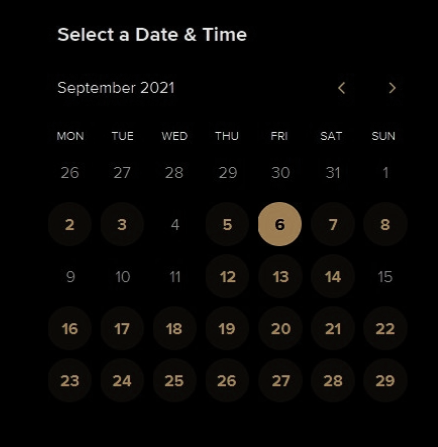 Select a Date & Time
September 2021
MON TUE WED THU FRI SAT SUN
26 27 28 29 30 31 1
2 3 4 5 6 7 8
9 10 11 12 13 14 15
16 17 18 19 20 21 22
23 24 25 26 27 28 29